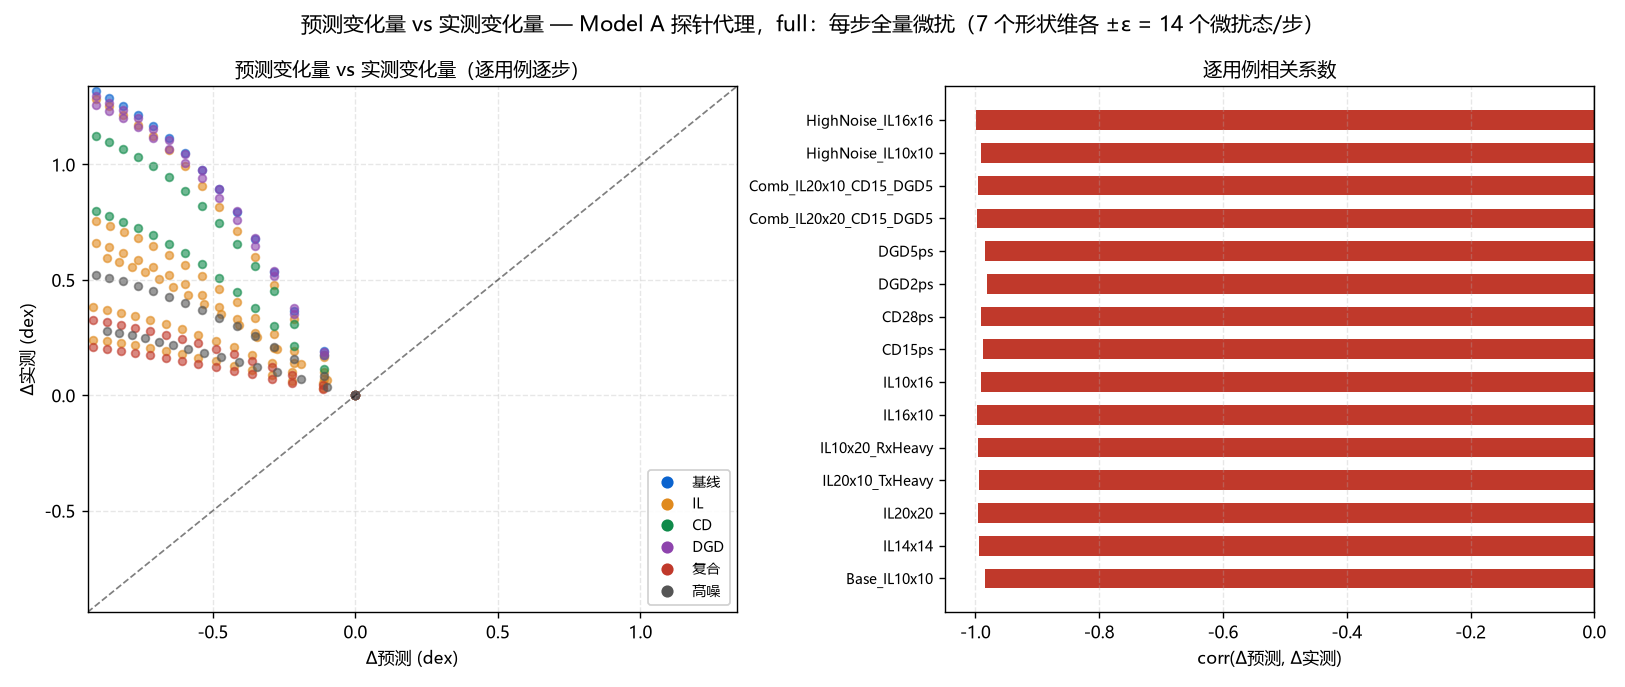 预测变化量 vs 实测变化量 — Model A 探针代理，full：每步全量微扰（7 个形状维各 ±ε = 14 个微扰态/步）
预测变化量 vs 实测变化量（逐用例逐步）
1.0
0.5
0.0
-0.5
Δ实测 (dex)
-0.5
0.0
0.5
1.0
Δ预测 (dex)
基线
IL
CD
DGD
复合
高噪
逐用例相关系数
HighNoise_IL16x16
HighNoise_IL10x10
Comb_IL20x10_CD15_DGD5
Comb_IL20x20_CD15_DGD5
DGD5ps
DGD2ps
CD28ps
CD15ps
IL10x16
IL16x10
IL10x20_RxHeavy
IL20x10_TxHeavy
IL20x20
IL14x14
Base_IL10x10
-1.0
-0.8
-0.6
-0.4
-0.2
0.0
corr(Δ预测, Δ实测)